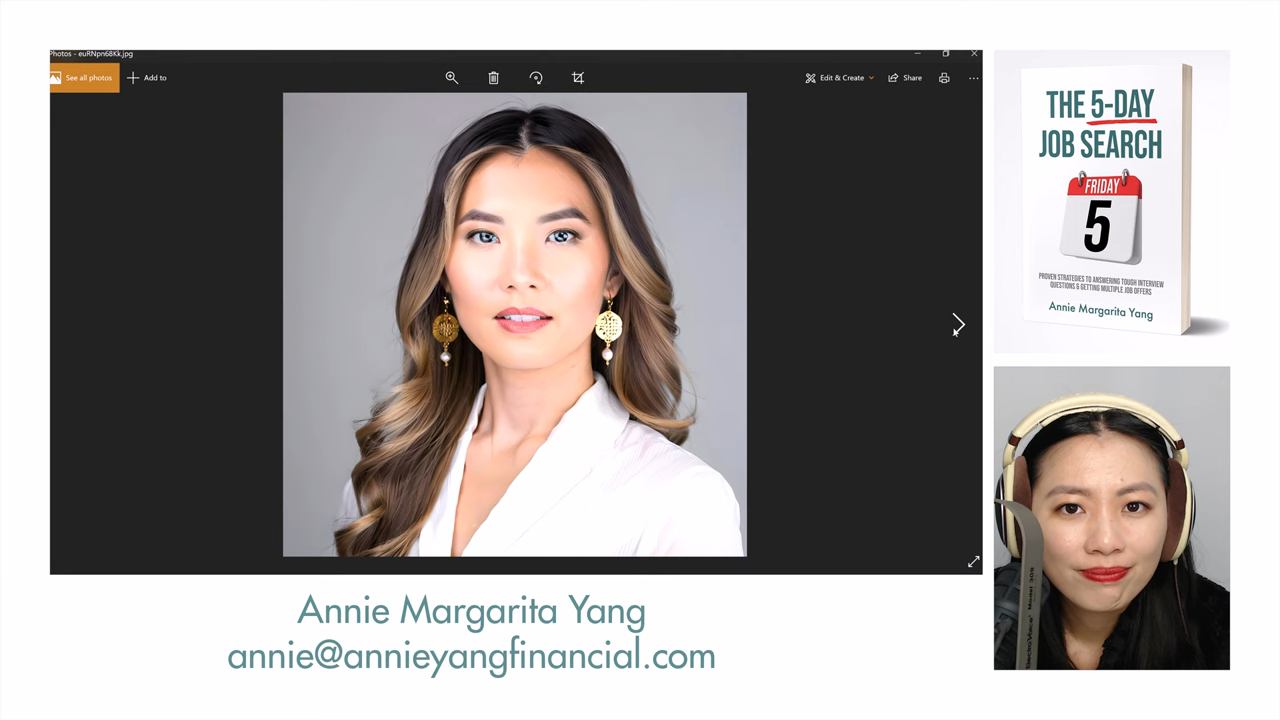 Photos - euRNpn68Kk.jpg
See all photos
Add to
Edit & Create
Share
THE 5-DAY
JOB SEARCH
FRIDAY
5
PROVEN STRATEGIES TO ANSWERING TOUGH INTERVIEW
QUESTIONS & GETTING MULTIPLE JOB OFFERS
Annie Margarita Yang
Annie Margarita Yang
annie@annieyangfinancial.com